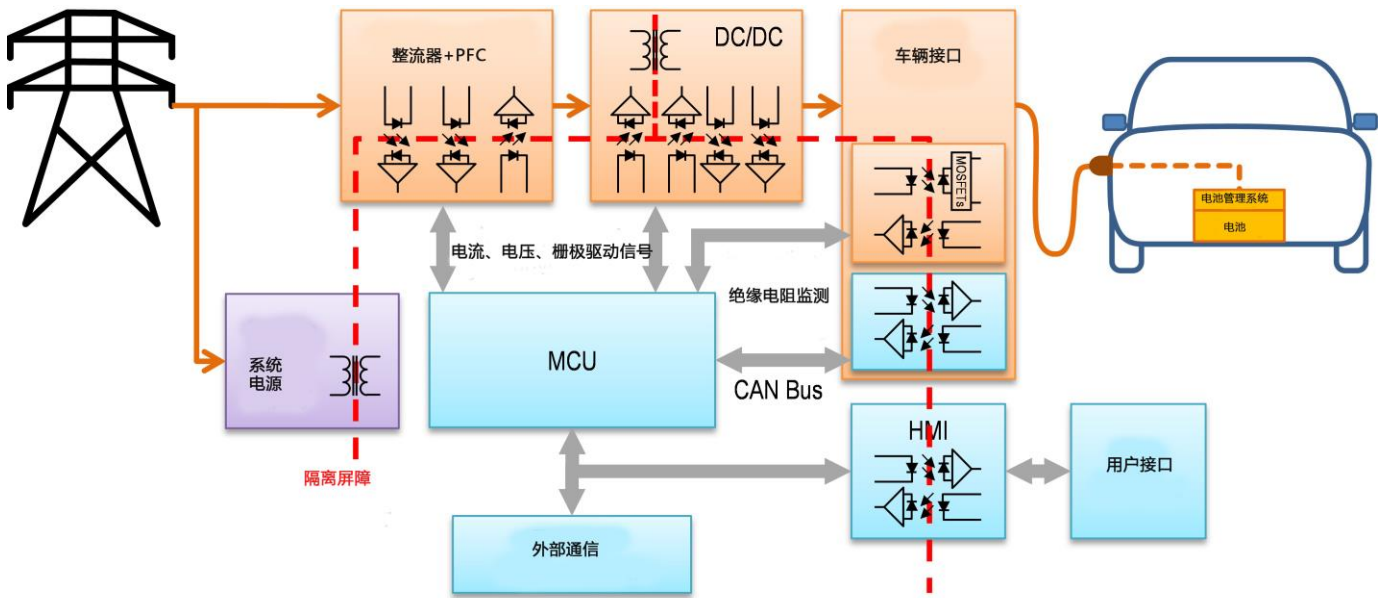 整流器+PFC
DC/DC
车辆接口
MOSFETs
电池管理系统
电池
电流、电压、栅极驱动信号
绝缘电阻监测
系统
电源
MCU
CAN Bus
隔离屏障
HMI
用户接口
外部通信